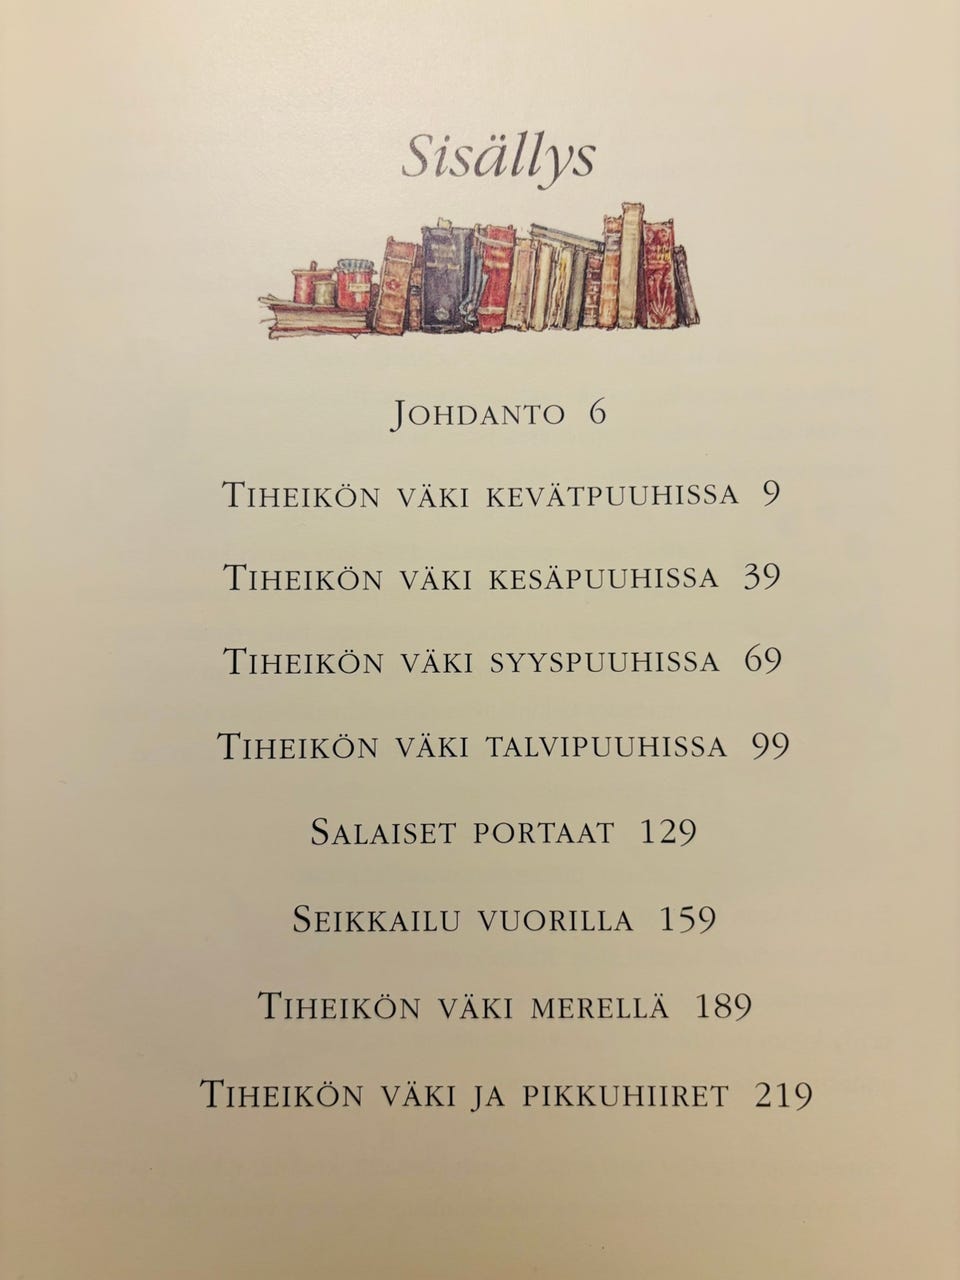 Sisällys
Johdanto 6
Tiheikön väki kevätpuuhissa 9
Tiheikön väki kesäpuuhissa 39
Tiheikön väki syyspuuhissa 69
Tiheikön väki talvipuuhissa 99
Salaiset portaat 129
Seikkailu vuorilla 159
Tiheikön väki merellä 189
Tiheikön väki ja pikkuhiiret 219